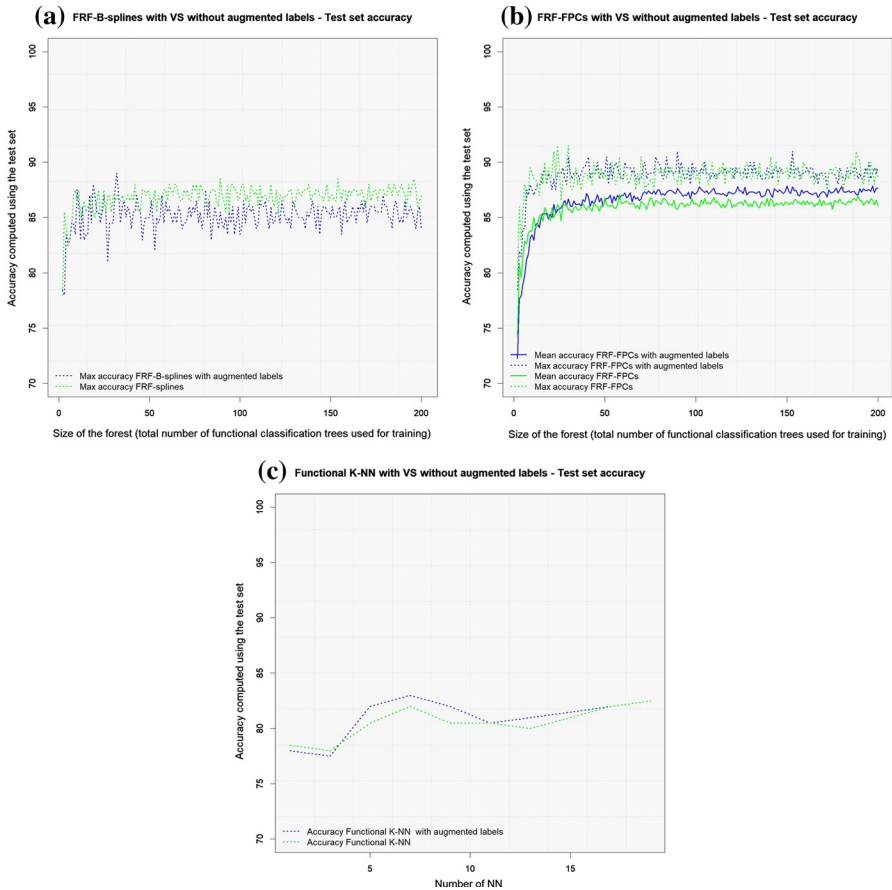 (a) FRF-B-splines with VS without augmented labels - Test set accuracy
Accuracy computed using the test set
100
95
90
85
80
75
70
Max accuracy FRF-B-splines with augmented labels
Max accuracy FRF-splines
0 50 100 150 200
Size of the forest (total number of functional classification trees used for training)
(b) FRF-FPCs with VS without augmented labels - Test set accuracy
Accuracy computed using the test set
100
95
90
85
80
75
70
Mean accuracy FRF-FPCs with augmented labels
Max accuracy FRF-FPCs with augmented labels
Mean accuracy FRF-FPCs
Max accuracy FRF-FPCs
0 50 100 150 200
Size of the forest (total number of functional classification trees used for training)
(c) Functional K-NN with VS without augmented labels - Test set accuracy
Accuracy computed using the test set
100
95
90
85
80
75
70
Accuracy Functional K-NN with augmented labels
Accuracy Functional K-NN
5 10 15
Number of NN